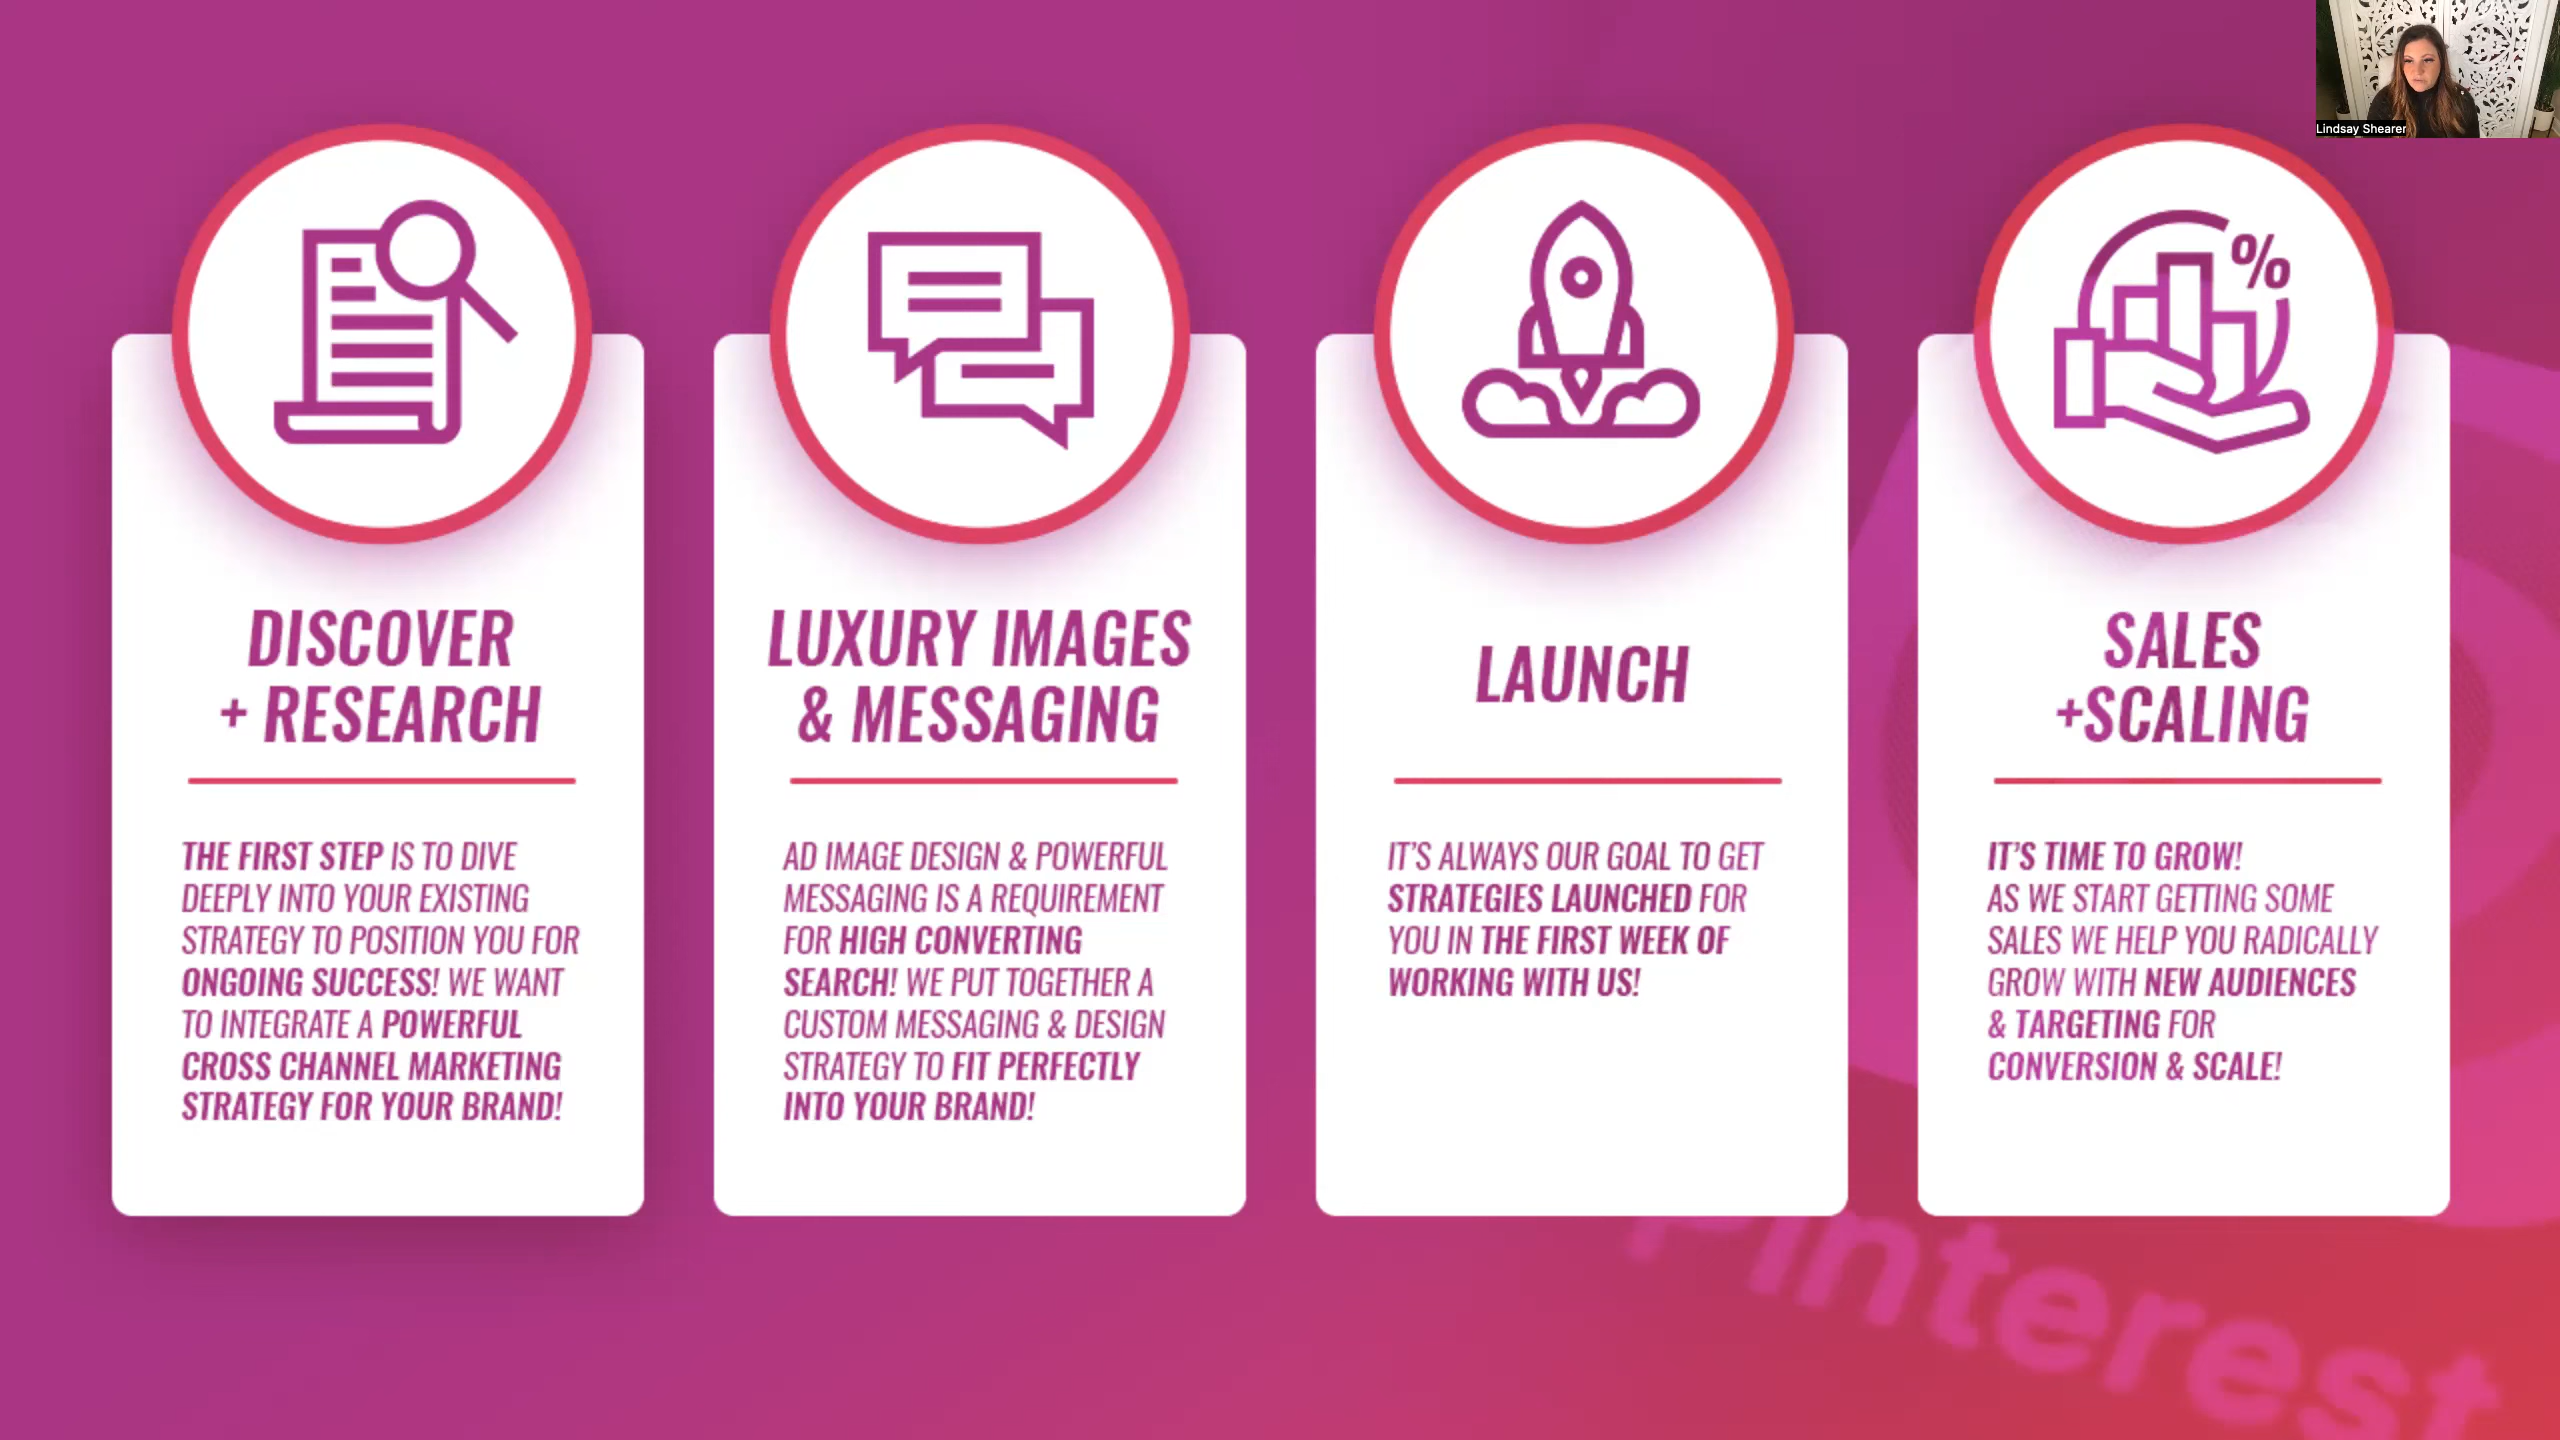 Lindsay Shearer
%
DISCOVER
+ RESEARCH
THE FIRST STEP IS TO DIVE
DEEPLY INTO YOUR EXISTING
STRATEGY TO POSITION YOU FOR
ONGOING SUCCESS! WE WANT
TO INTEGRATE A POWERFUL
CROSS CHANNEL MARKETING
STRATEGY FOR YOUR BRAND!
LUXURY IMAGES
& MESSAGING
AD IMAGE DESIGN & POWERFUL
MESSAGING IS A REQUIREMENT
FOR HIGH CONVERTING
SEARCH! WE PUT TOGETHER A
CUSTOM MESSAGING & DESIGN
STRATEGY TO FIT PERFECTLY
INTO YOUR BRAND!
LAUNCH
IT'S ALWAYS OUR GOAL TO GET
STRATEGIES LAUNCHED FOR
YOU IN THE FIRST WEEK OF
WORKING WITH US!
SALES
+SCALING
IT'S TIME TO GROW!
AS WE START GETTING SOME
SALES WE HELP YOU RADICALLY
GROW WITH NEW AUDIENCES
& TARGETING FOR
CONVERSION & SCALE!
Pinterest